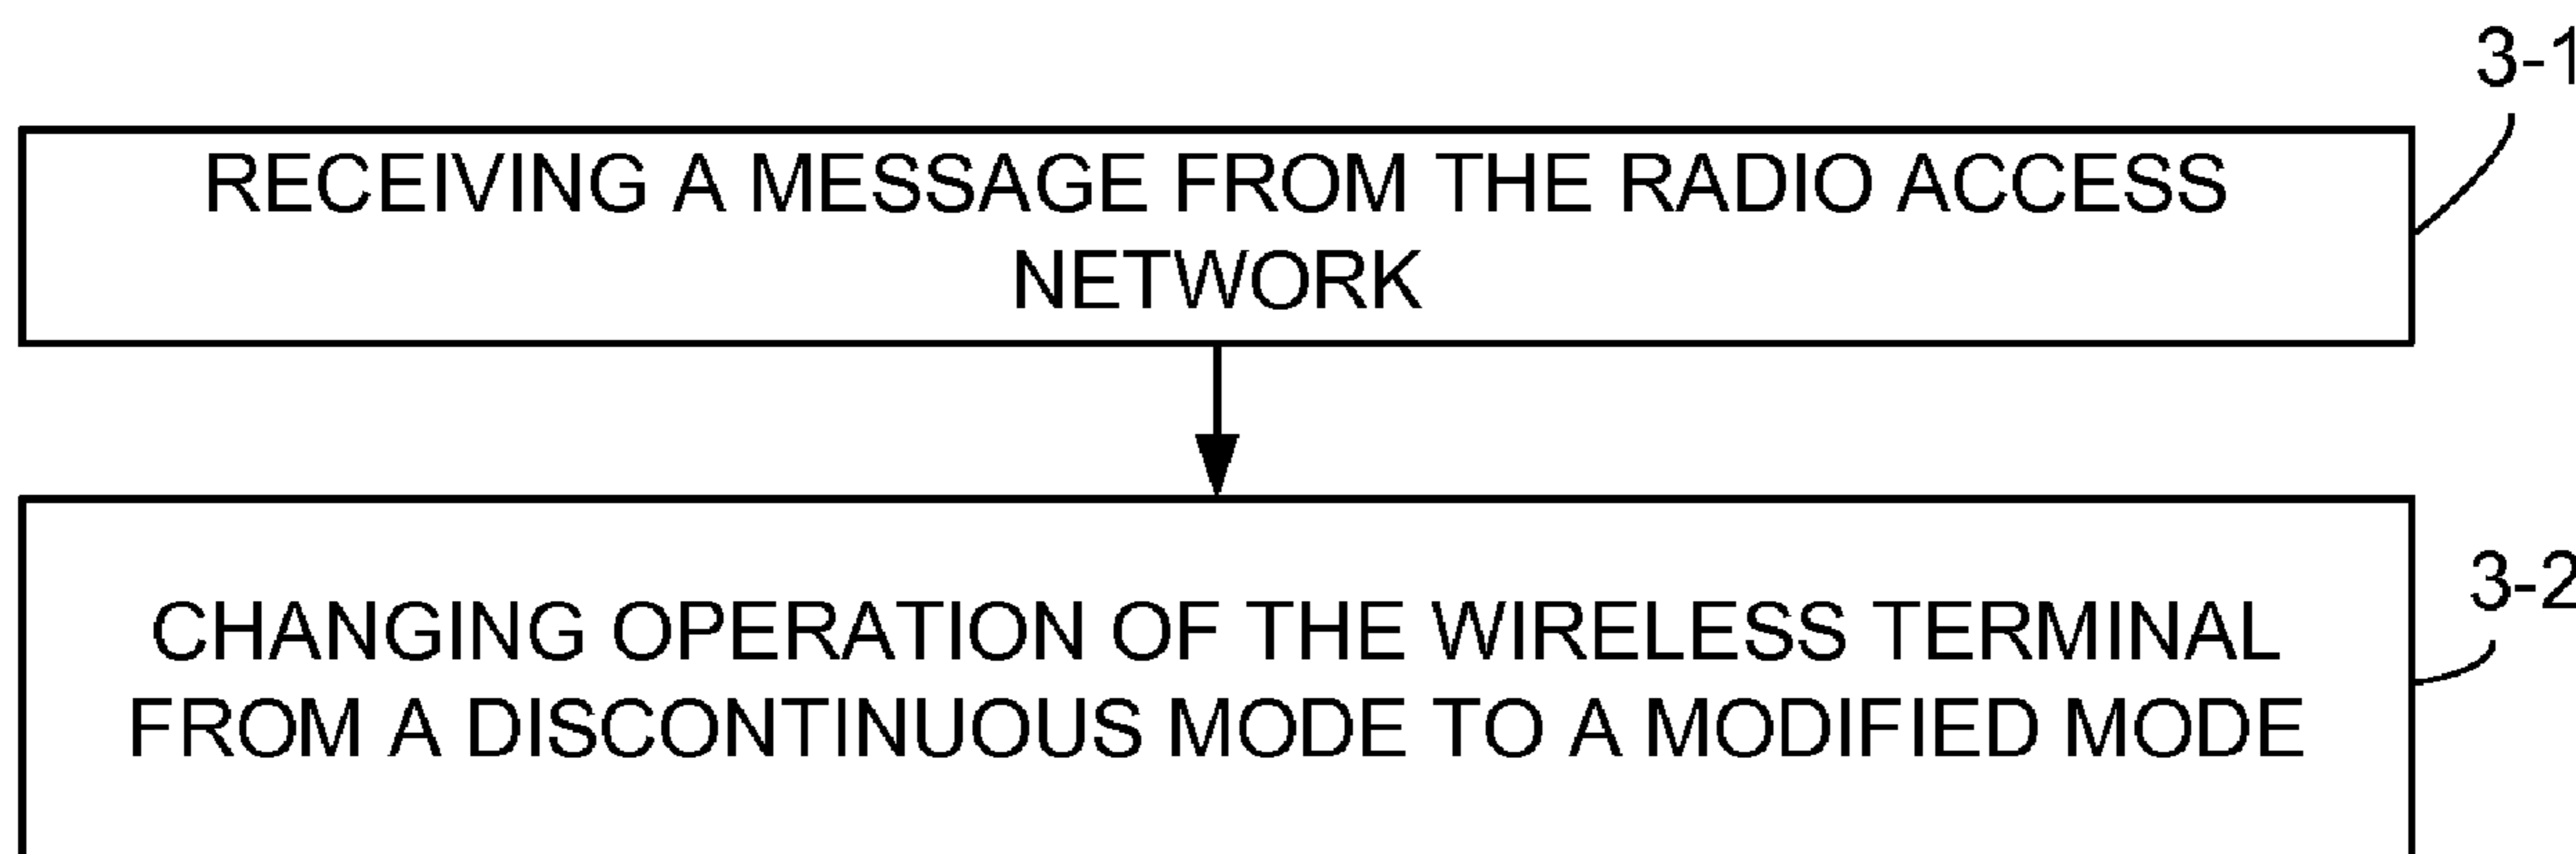 3-1
RECEIVING A MESSAGE FROM THE RADIO ACCESS
NETWORK
3-2
CHANGING OPERATION OF THE WIRELESS TERMINAL
FROM A DISCONTINUOUS MODE TO A MODIFIED MODE